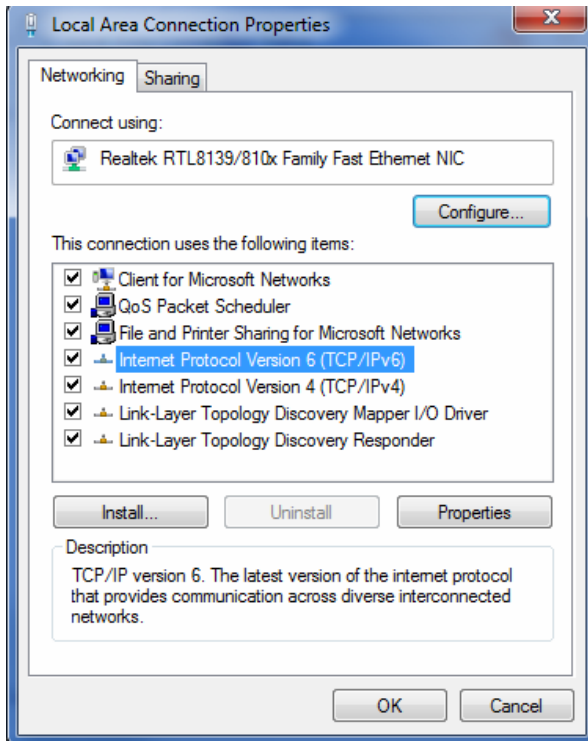 Local Area Connection Properties
Networking
Sharing
Connect using:
Realtek RTL8139/810x Family Fast Ethernet NIC
Configure...
This connection uses the following items:
Client for Microsoft Networks
QoS Packet Scheduler
File and Printer Sharing for Microsoft Networks
Internet Protocol Version 6 (TCP/IPv6)
Internet Protocol Version 4 (TCP/IPv4)
Link-Layer Topology Discovery Mapper I/O Driver
Link-Layer Topology Discovery Responder
Install...
Uninstall
Properties
Description
TCP/IP version 6. The latest version of the internet protocol
that provides communication across diverse interconnected
networks.
OK
Cancel